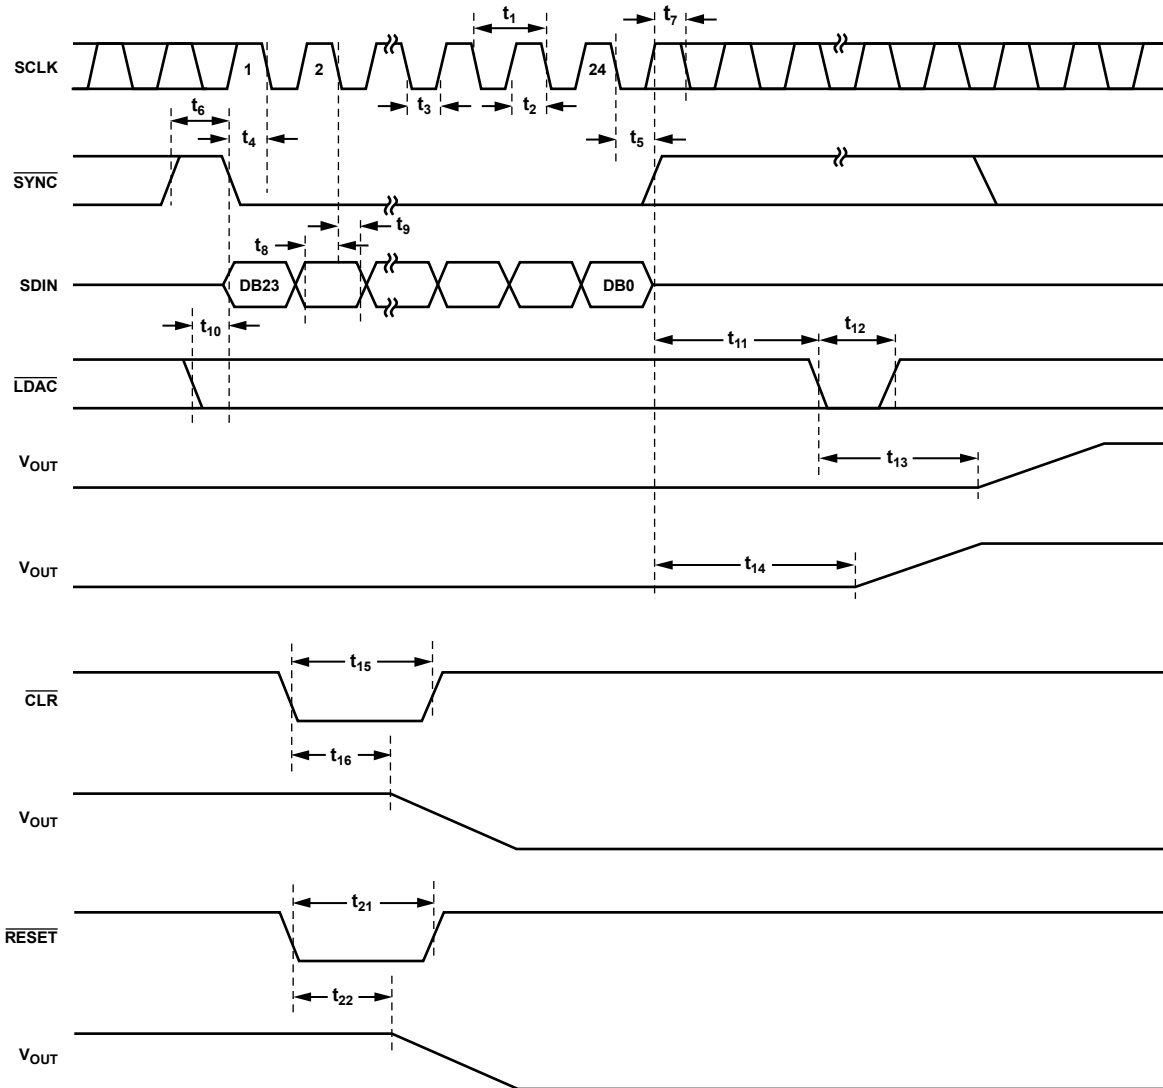 t1
t7
SCLK
1
2
24
t3
t2
t6
t4
t5
SYNC
t9
t8
SDIN
DB23
DB0
t10
t11
t12
LDAC
VOUT
t13
VOUT
t14
t15
CLR
t16
VOUT
t21
RESET
t22
VOUT